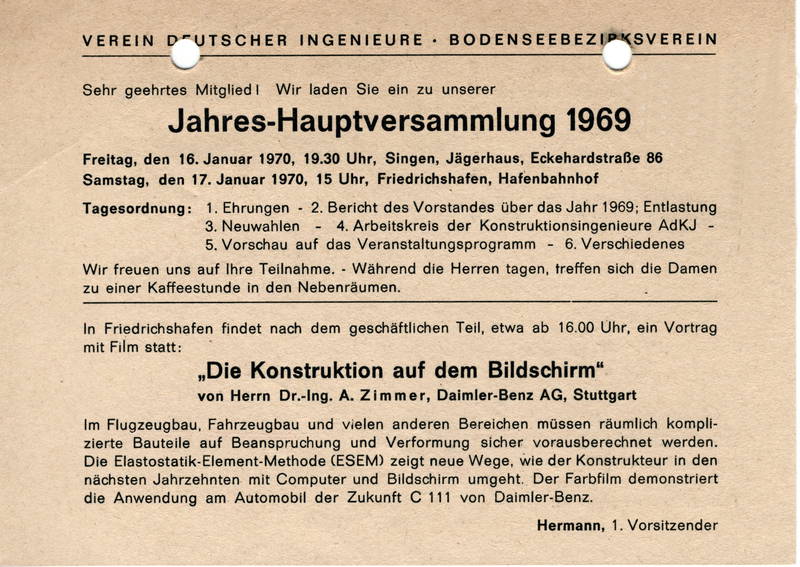 VEREIN DEUTSCHER INGENIEURE · BODENSEEBEZIRKSVEREIN
Sehr geehrtes Mitglied! Wir laden Sie ein zu unserer
Jahres-Hauptversammlung 1969
Freitag, den 16. Januar 1970, 19.30 Uhr, Singen, Jägerhaus, Eckehardstraße 86
Samstag, den 17. Januar 1970, 15 Uhr, Friedrichshafen, Hafenbahnhof
Tagesordnung: 1. Ehrungen - 2. Bericht des Vorstandes über das Jahr 1969; Entlastung
3. Neuwahlen - 4. Arbeitskreis der Konstruktionsingenieure AdKJ -
5. Vorschau auf das Veranstaltungsprogramm - 6. Verschiedenes
Wir freuen uns auf Ihre Teilnahme. - Während die Herren tagen, treffen sich die Damen
zu einer Kaffeestunde in den Nebenräumen.
In Friedrichshafen findet nach dem geschäftlichen Teil, etwa ab 16.00 Uhr, ein Vortrag
mit Film statt:
„Die Konstruktion auf dem Bildschirm“
von Herrn Dr.-Ing. A. Zimmer, Daimler-Benz AG, Stuttgart
Im Flugzeugbau, Fahrzeugbau und vielen anderen Bereichen müssen räumlich kompli-
zierte Bauteile auf Beanspruchung und Verformung sicher vorausberechnet werden.
Die Elastostatik-Element-Methode (ESEM) zeigt neue Wege, wie der Konstrukteur in den
nächsten Jahrzehnten mit Computer und Bildschirm umgeht. Der Farbfilm demonstriert
die Anwendung am Automobil der Zukunft C 111 von Daimler-Benz.
Hermann, 1. Vorsitzender